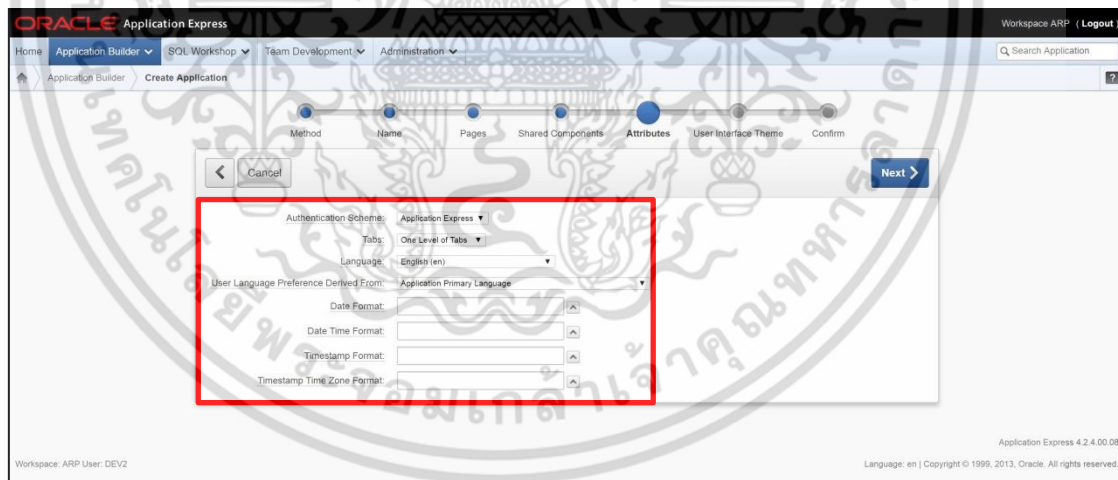 ORACLE Application Express
Workspace ARP ( Logout )
Home Application Builder SQL Workshop Team Development Administration
Search Application
Application Builder Create Application
?
Method Name Pages Shared Components Attributes User Interface Theme Confirm
Cancel
Next
Authentication Scheme: Application Express
Tabs: One Level of Tabs
Language: English (en)
User Language Preference Derived From: Application Primary Language
Date Format:
Date Time Format:
Timestamp Format:
Timestamp Time Zone Format:
Application Express 4.2.4.00.08
Workspace: ARP User: DEV2
Language: en | Copyright © 1999, 2013, Oracle. All rights reserved.